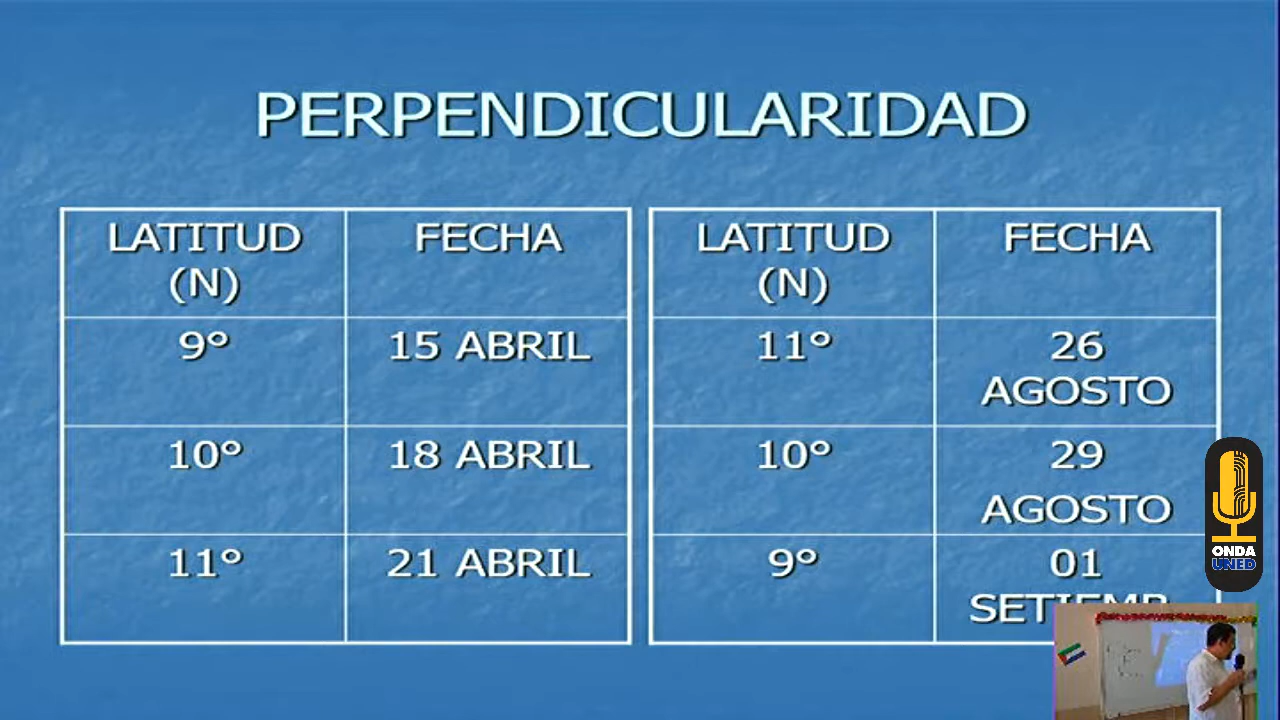 PERPENDICULARIDAD
LATITUD
(N)
FECHA
9°
15 ABRIL
10°
18 ABRIL
11°
21 ABRIL
LATITUD
(N)
FECHA
11°
26
AGOSTO
10°
29
AGOSTO
9°
01
SETIEMB
ONDA
UNED